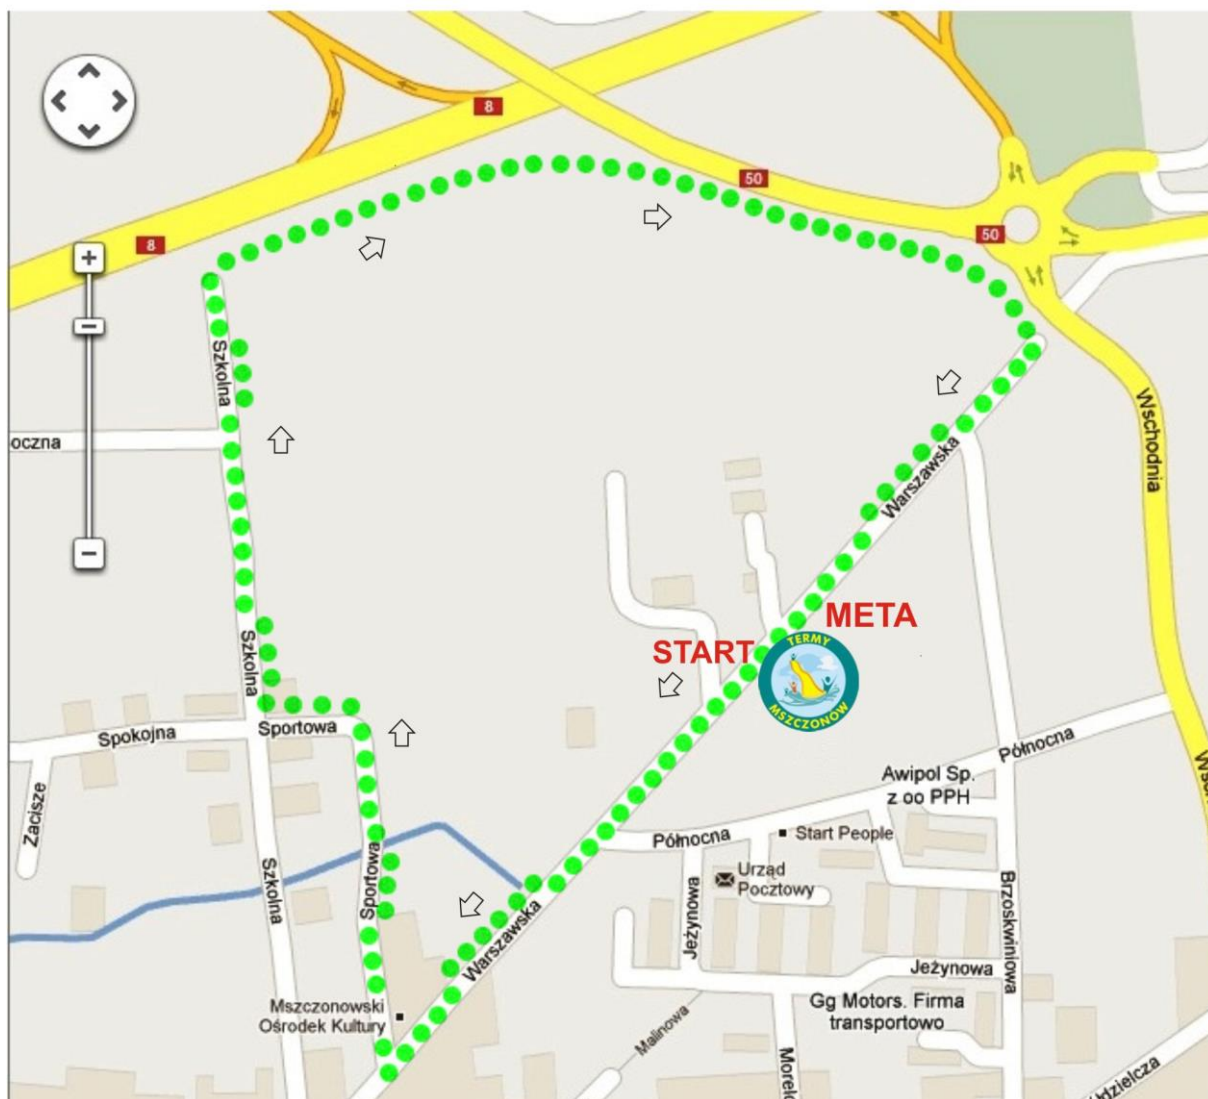 8
50
8
50
+
−
−
Szkolna
oczna
Wschodnia
Warszawska
META
START
TERMY
MSZCZONÓW
Szkolna
Sportowa
Spokojna
Północna
Zacisze
Awipol Sp.
z oo PPH
Północna
Start People
Urząd
Pocztowy
Szkolna
Sportowa
Jeżynowa
Brzoskwiniowa
Warszawska
Jeżynowa
Mszczonowski
Ośrodek Kultury
Gg Motors. Firma
transportowo
Malinowa
Morelo
dzielcza